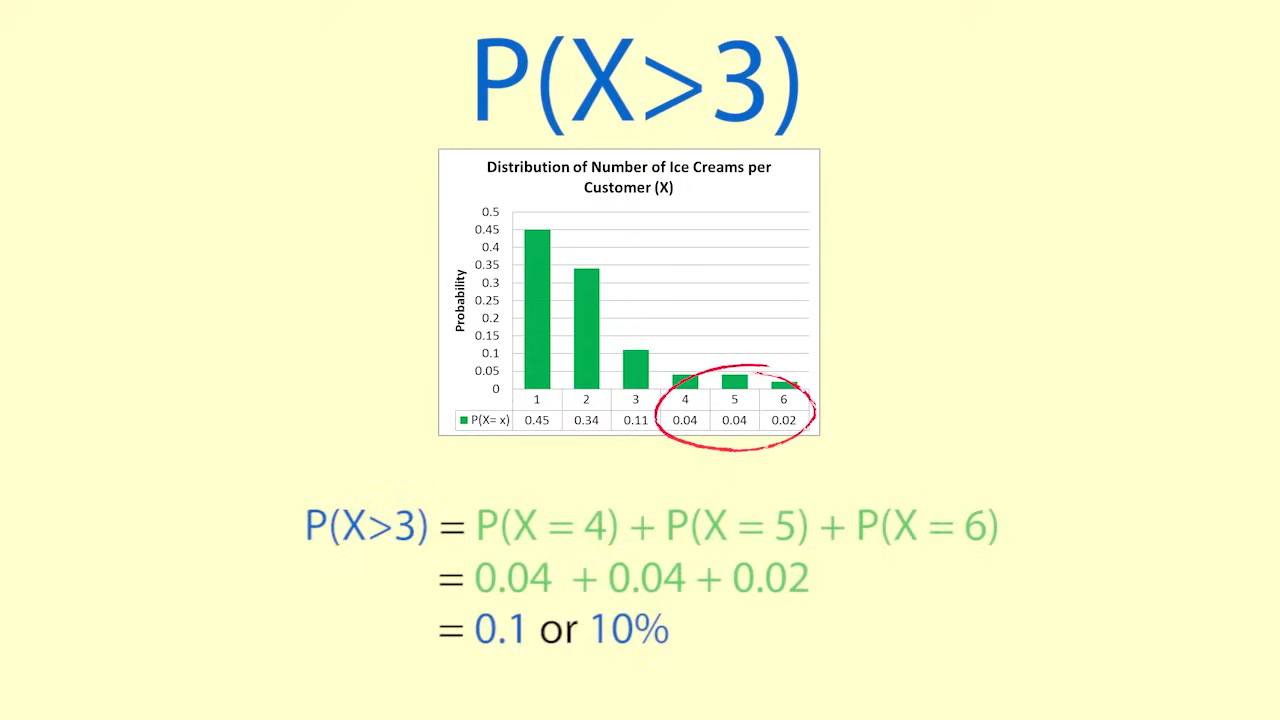 P(X>3)
Distribution of Number of Ice Creams per
Customer (X)
Probability
0.5
0.45
0.4
0.35
0.3
0.25
0.2
0.15
0.1
0.05
0
1 2 3 4 5 6
P(X= x) 0.45 0.34 0.11 0.04 0.04 0.02
P(X>3) = P(X = 4) + P(X = 5) + P(X = 6)
= 0.04 + 0.04 + 0.02
= 0.1 or 10%